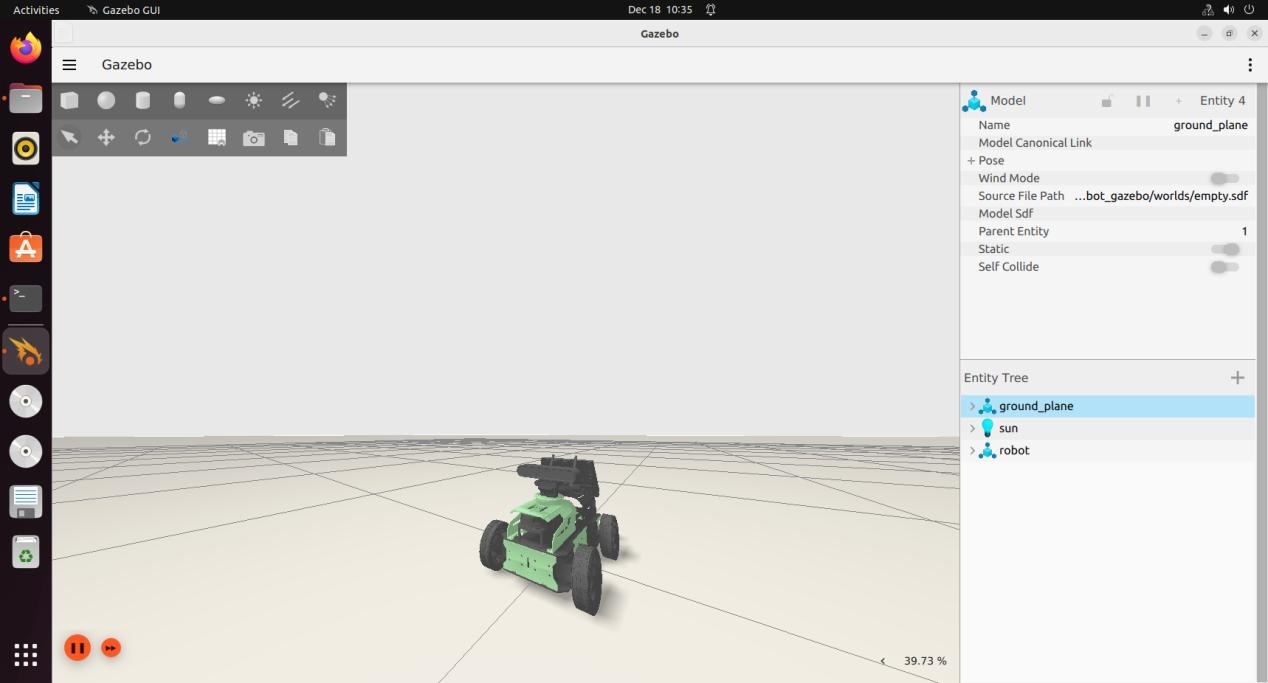 Activities Gazebo GUI Dec 18 10:35
Gazebo
Gazebo
Model Entity 4
Name ground_plane
Model Canonical Link
Pose
Wind Mode
Source File Path ...bot_gazebo/worlds/empty.sdf
Model Sdf
Parent Entity 1
Static
Self Collide
Entity Tree
ground_plane
sun
robot
39.73 %